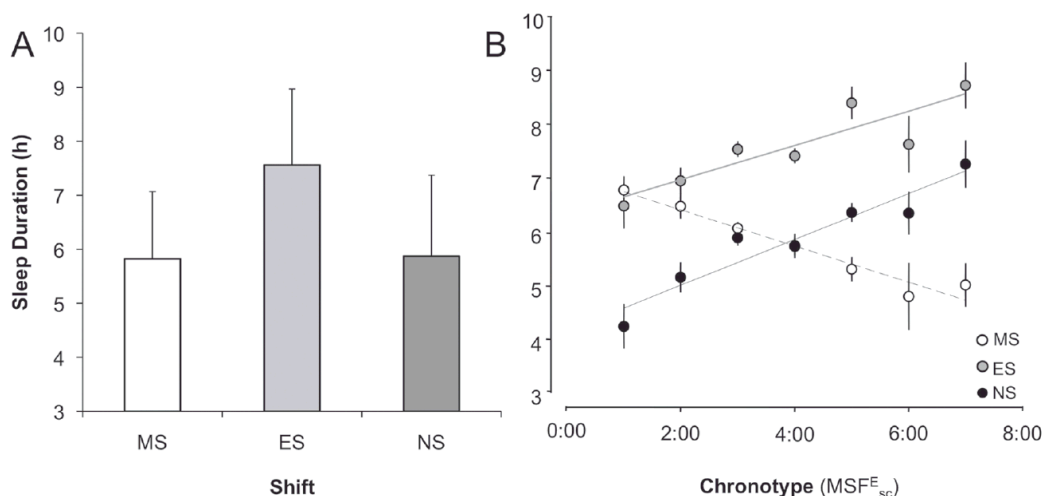 A
Sleep Duration (h)
10
9
8
7
6
5
4
3
MS ES NS
Shift
B
10
9
8
7
6
5
4
3
MS
ES
NS
0:00 2:00 4:00 6:00 8:00
Chronotype (MSF^E_sc)